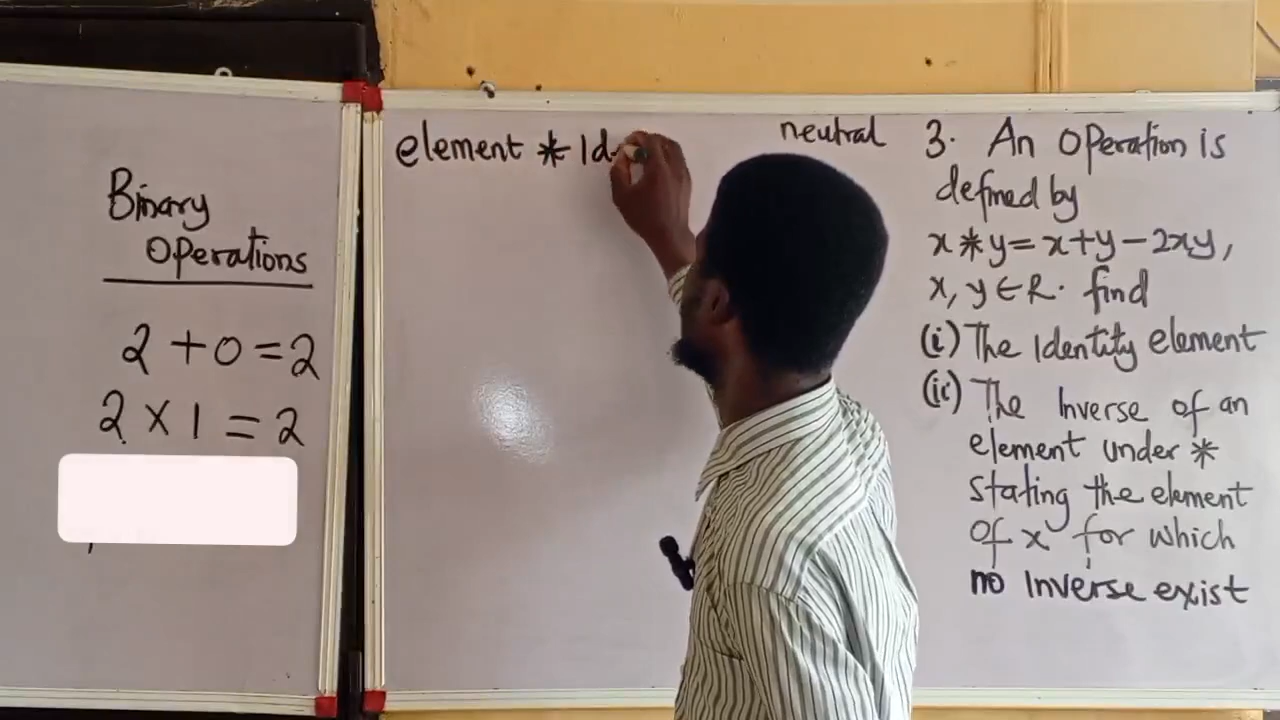 Binary
Operations
2 + 0 = 2
2 × 1 = 2
element * Id
neutral
3. An Operation is
defined by
x * y = x + y - 2xy,
x, y ∈ R. find
(i) The Identity element
(ii) The Inverse of an
element under *
stating the element
of x for which
no Inverse exist